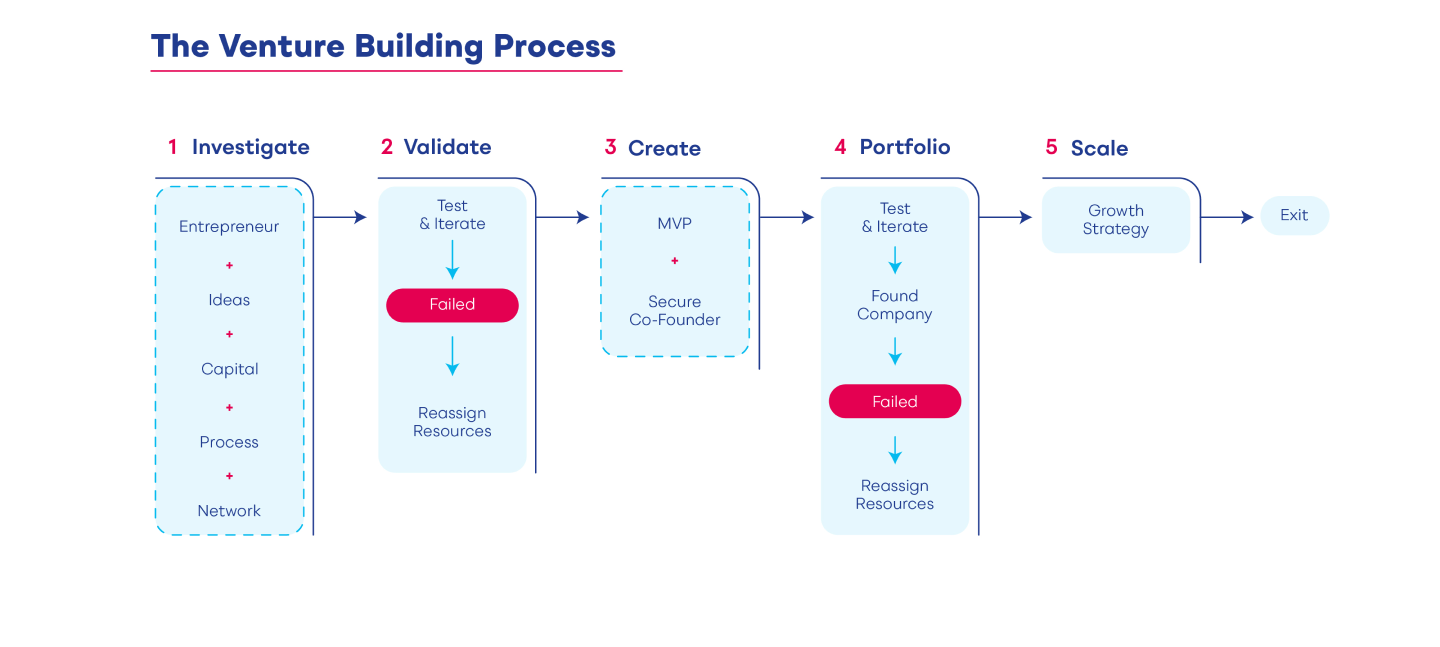 The Venture Building Process
1 Investigate
Entrepreneur
+
Ideas
+
Capital
+
Process
+
Network
2 Validate
Test
& Iterate
Failed
Reassign
Resources
3 Create
MVP
+
Secure
Co-Founder
4 Portfolio
Test
& Iterate
Found
Company
Failed
Reassign
Resources
5 Scale
Growth
Strategy
Exit